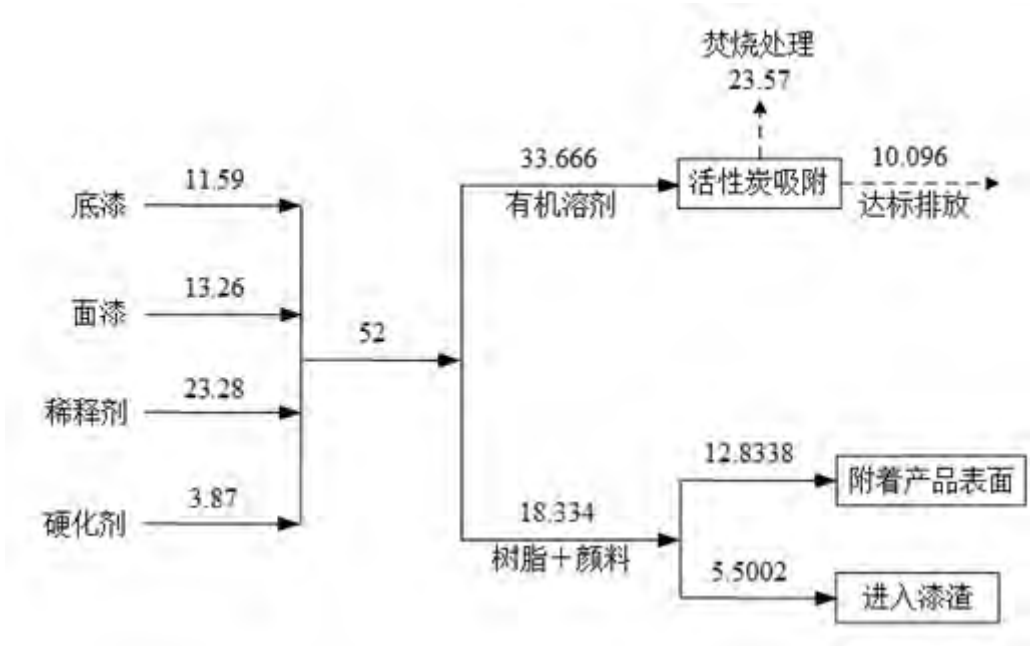 焚烧处理
23.57
33.666
有机溶剂
活性炭吸附
10.096
达标排放
底漆
11.59
面漆
13.26
52
稀释剂
23.28
硬化剂
3.87
18.334
树脂+颜料
12.8338
附着产品表面
5.5002
进入漆渣